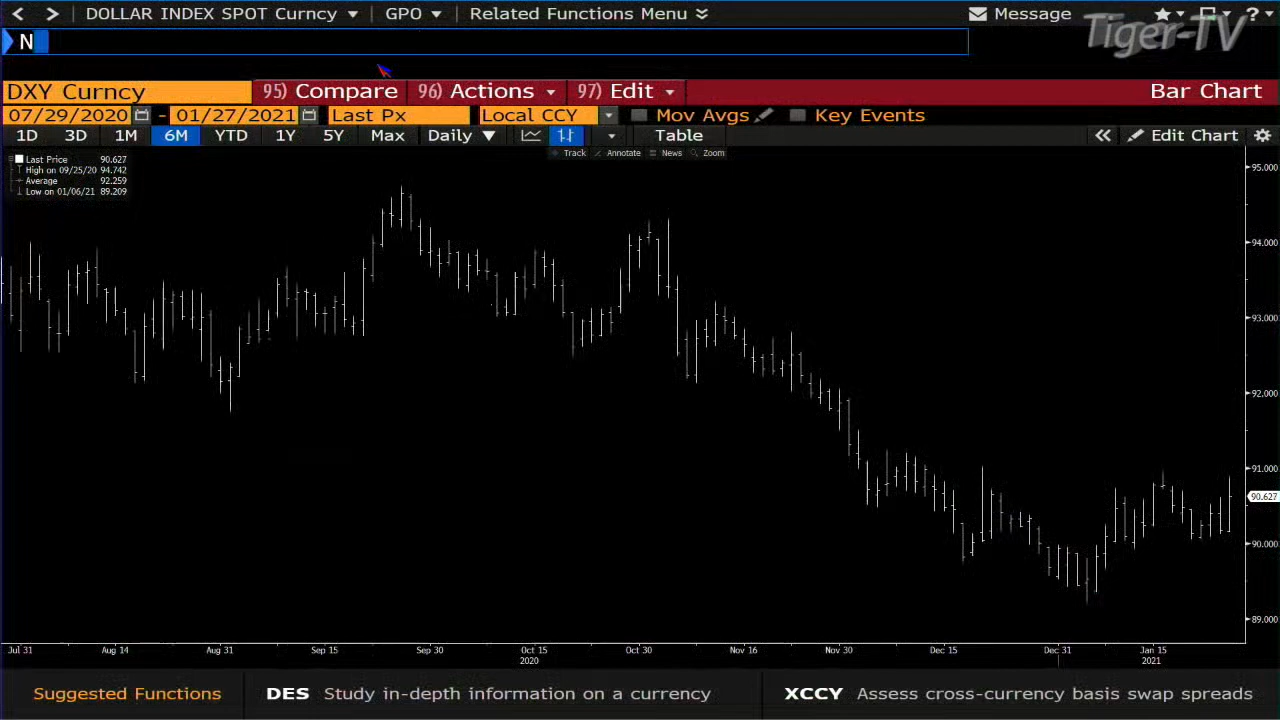 DOLLAR INDEX SPOT Curncy GPO Related Functions Menu Message ?
Tiger-TV
N
DXY Curncy 95) Compare 96) Actions 97) Edit Bar Chart
07/29/2020 - 01/27/2021 Last Px Local CCY Mov Avgs Key Events
1D 3D 1M 6M YTD 1Y 5Y Max Daily ▼ Table « Edit Chart
Track Annotate News Zoom
Last Price 90.627
High on 09/25/20 94.742
Average 92.259
Low on 01/06/21 89.209
95.000
94.000
93.000
92.000
91.000
90.627
90.000
89.000
Jul 31 Aug 14 Aug 31 Sep 15 Sep 30 Oct 15 Oct 30 Nov 16 Nov 30 Dec 15 Dec 31 Jan 15
2020 2021
Suggested Functions DES Study in-depth information on a currency XCCY Assess cross-currency basis swap spreads